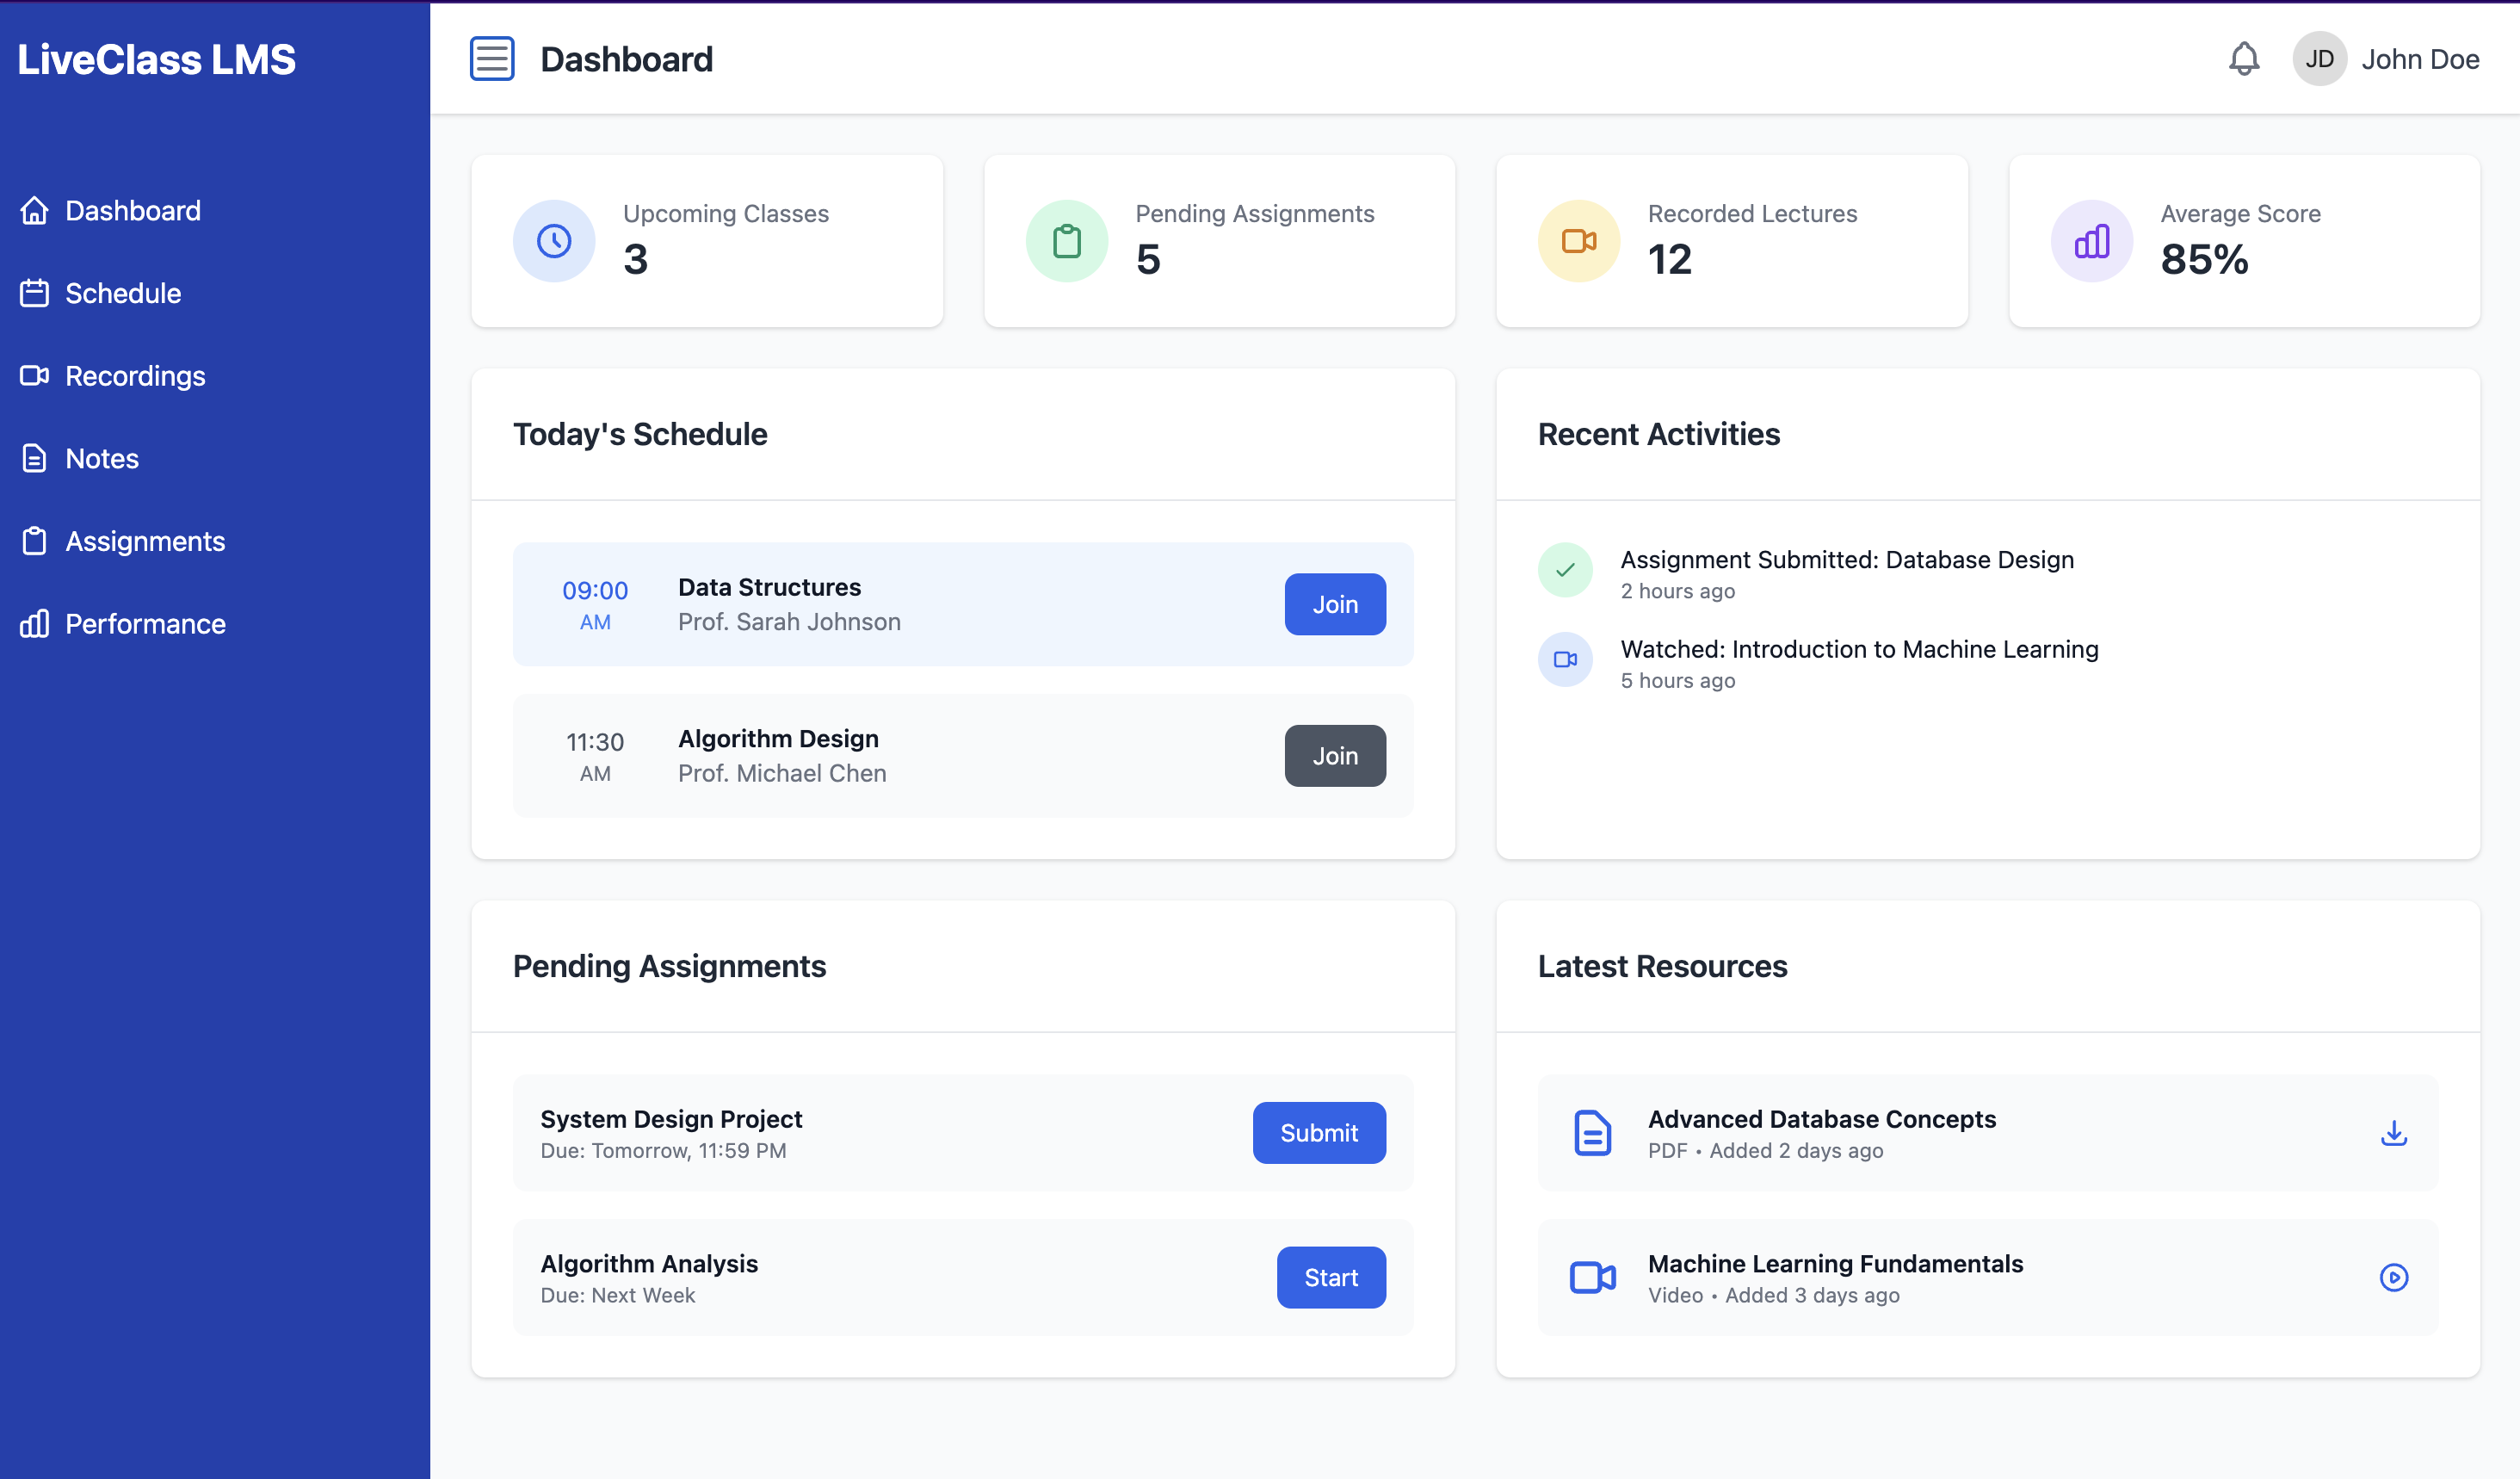 LiveClass LMS
Dashboard
Schedule
Recordings
Notes
Assignments
Performance
Dashboard
JD
John Doe
Upcoming Classes
3
Pending Assignments
5
Recorded Lectures
12
Average Score
85%
Today's Schedule
09:00
AM
Data Structures
Prof. Sarah Johnson
Join
11:30
AM
Algorithm Design
Prof. Michael Chen
Join
Recent Activities
Assignment Submitted: Database Design
2 hours ago
Watched: Introduction to Machine Learning
5 hours ago
Pending Assignments
System Design Project
Due: Tomorrow, 11:59 PM
Submit
Algorithm Analysis
Due: Next Week
Start
Latest Resources
Advanced Database Concepts
PDF • Added 2 days ago
Machine Learning Fundamentals
Video • Added 3 days ago